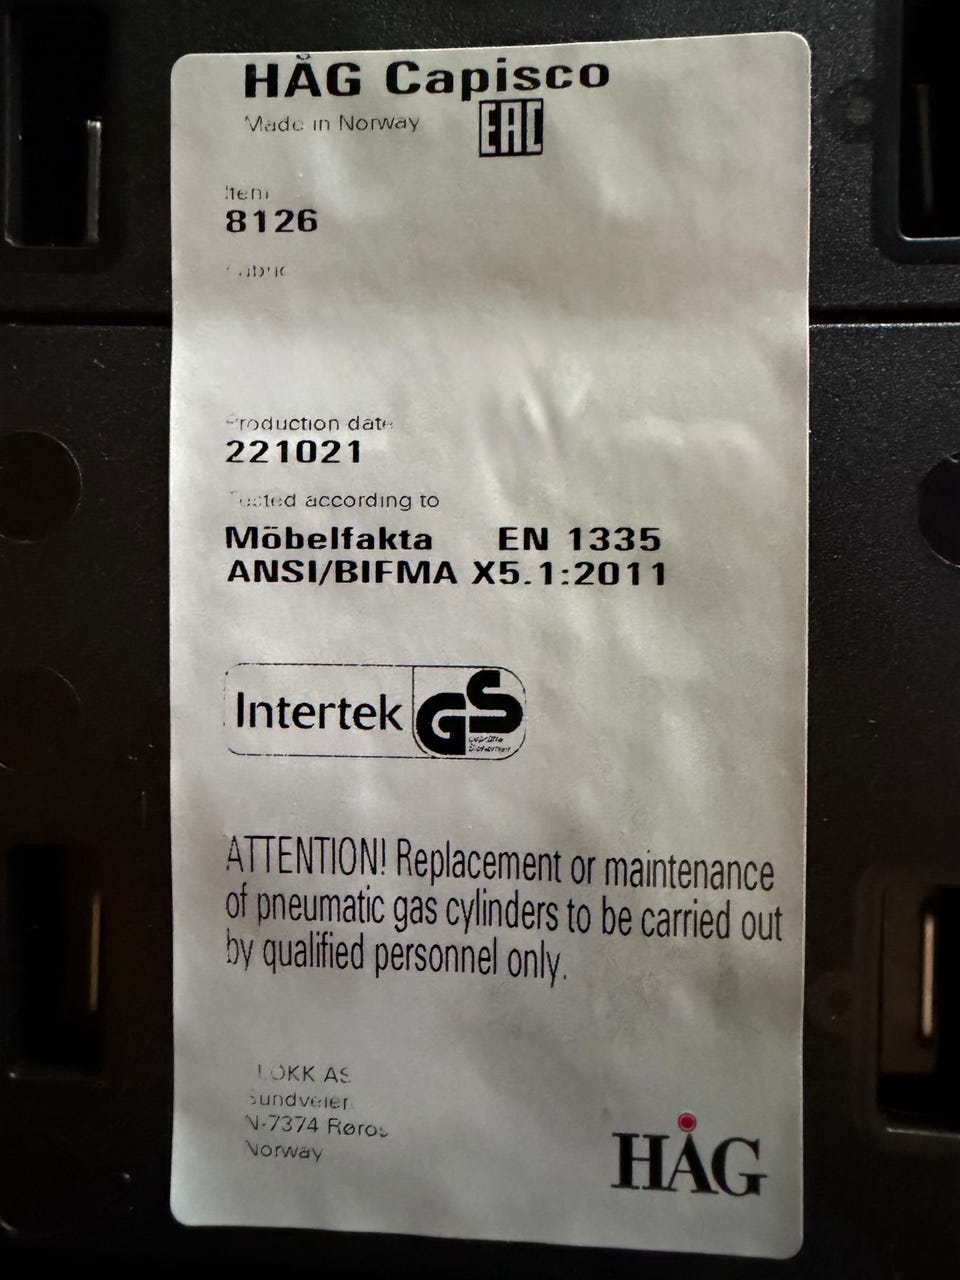 HÅG Capisco
Made in Norway
EAC
Item
8126
Production date
221021
Tested according to
Möbelfakta EN 1335
ANSI/BIFMA X5.1:2011
Intertek GS
ATTENTION! Replacement or maintenance
of pneumatic gas cylinders to be carried out
by qualified personnel only.
AS
Sundveien
N-7374 Røros
Norway
HÅG